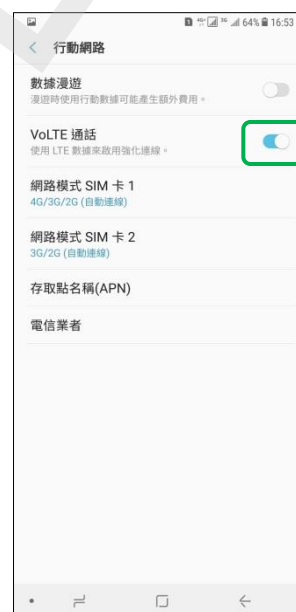 64% 16:53
行動網路
數據漫遊
漫遊時使用行動數據可能產生額外費用。
VoLTE 通話
使用 LTE 數據來啟用強化連線。
網路模式 SIM 卡 1
4G/3G/2G (自動連線)
網路模式 SIM 卡 2
3G/2G (自動連線)
存取點名稱(APN)
電信業者